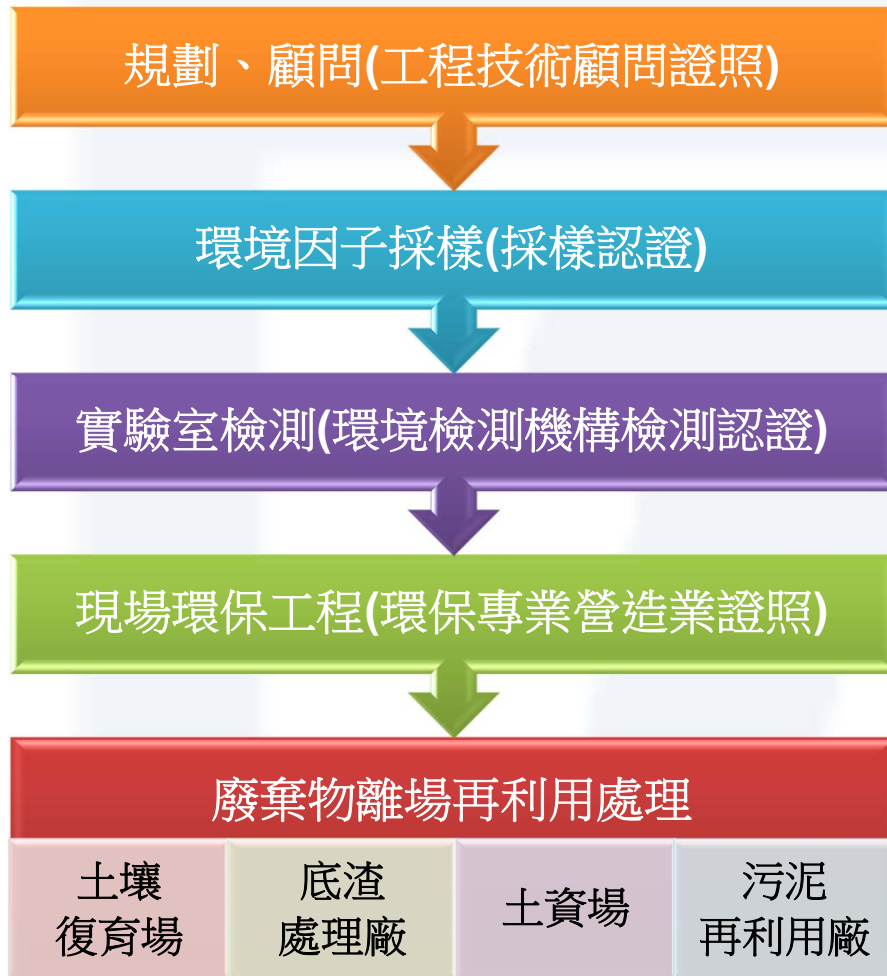 規劃、顧問(工程技術顧問證照)
環境因子採樣(採樣認證)
實驗室檢測(環境檢測機構檢測認證)
現場環保工程(環保專業營造業證照)
廢棄物離場再利用處理
土壤
復育場
底渣
處理廠
土資場
污泥
再利用廠